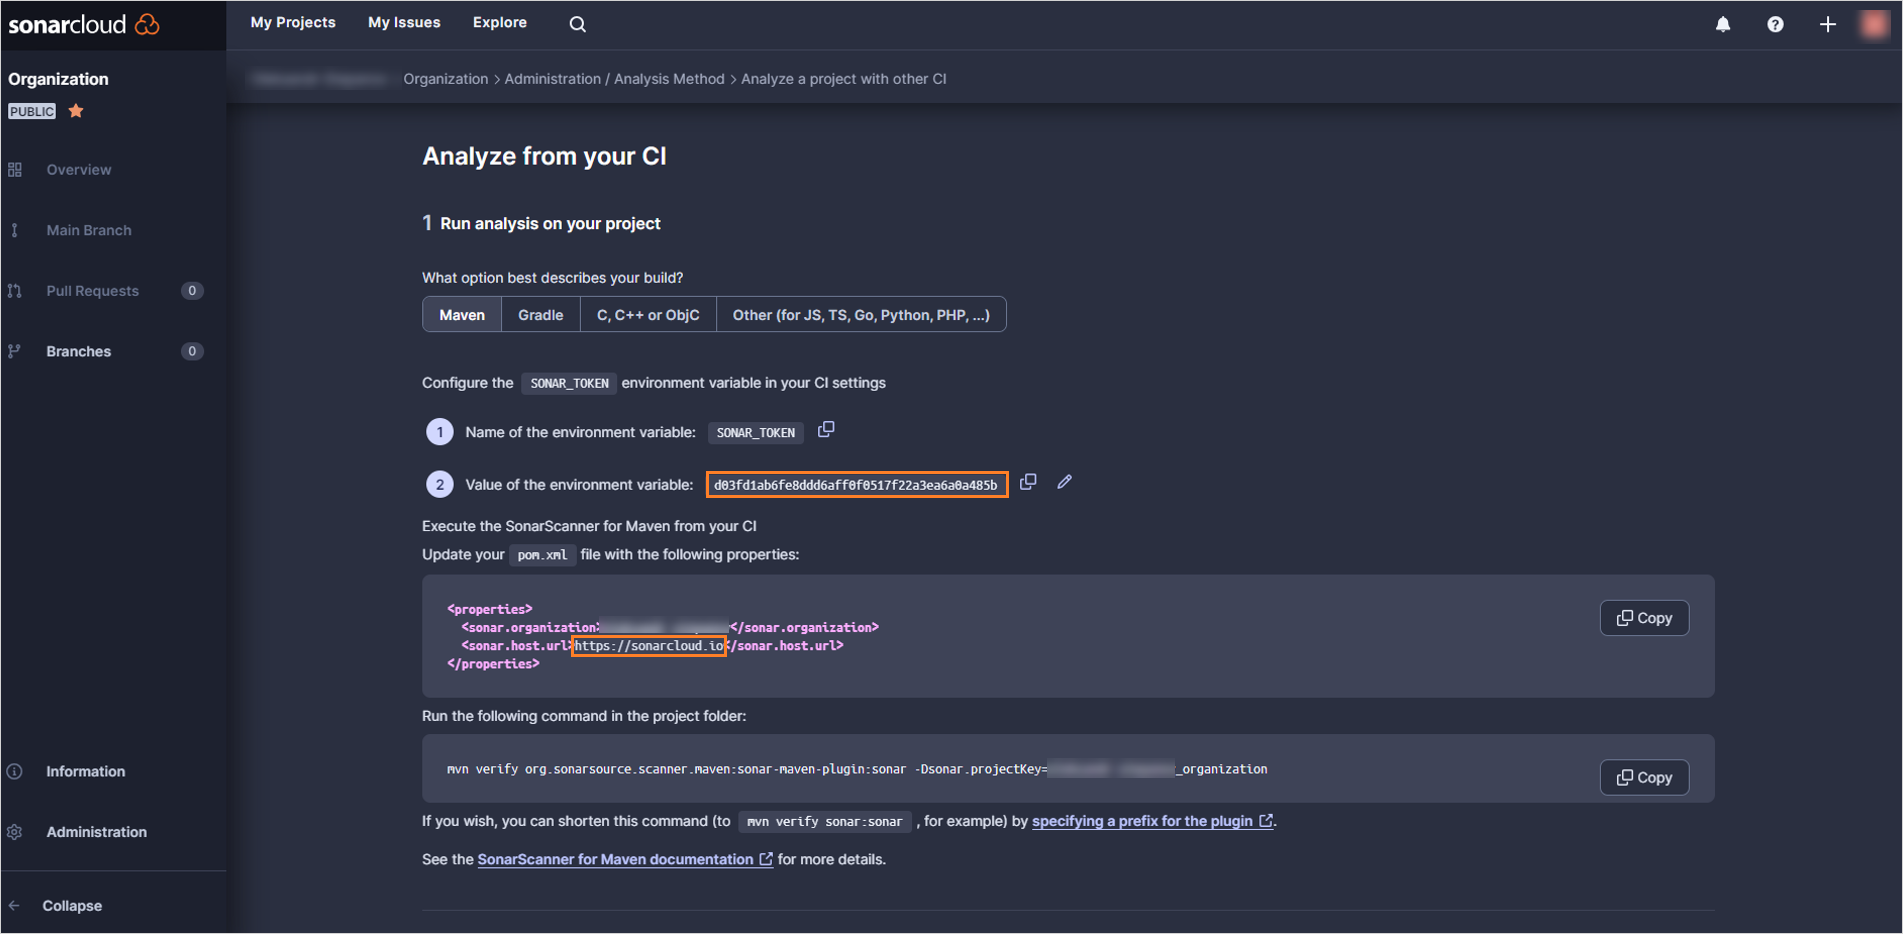 sonarcloud
My Projects My Issues Explore
Organization
PUBLIC
Overview
Main Branch
Pull Requests 0
Branches 0
Information
Administration
Collapse
Organization > Administration / Analysis Method > Analyze a project with other CI
Analyze from your CI
1 Run analysis on your project
What option best describes your build?
Maven Gradle C, C++ or ObjC Other (for JS, TS, Go, Python, PHP, ...)
Configure the SONAR_TOKEN environment variable in your CI settings
1 Name of the environment variable: SONAR_TOKEN
2 Value of the environment variable: d03fd1ab6fe8ddd6aff0f0517f22a3ea6a0a485b
Execute the SonarScanner for Maven from your CI
Update your pom.xml file with the following properties:
<properties>
<sonar.organization> </sonar.organization>
<sonar.host.url>https://sonarcloud.io</sonar.host.url>
</properties>
Copy
Run the following command in the project folder:
mvn verify org.sonarsource.scanner.maven:sonar-maven-plugin:sonar -Dsonar.projectKey= _organization
Copy
If you wish, you can shorten this command (to mvn verify sonar:sonar , for example) by specifying a prefix for the plugin .
See the SonarScanner for Maven documentation for more details.